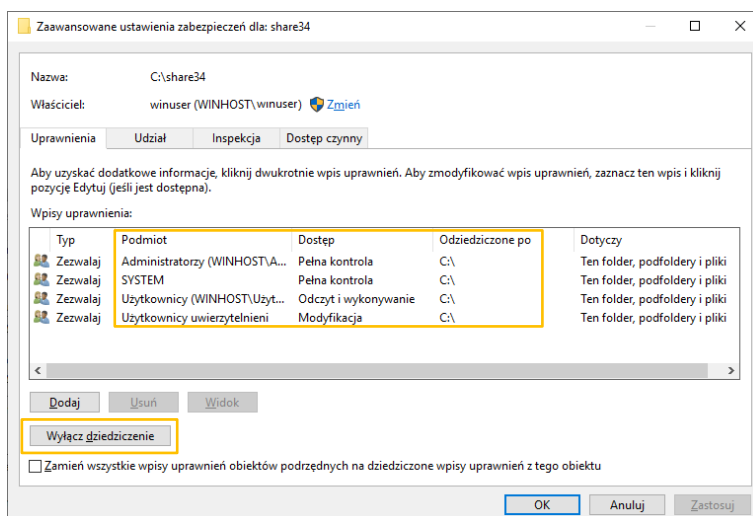 Zaawansowane ustawienia zabezpieczeń dla: share34
Nazwa: C:\share34
Właściciel: winuser (WINHOST\winuser) Zmień
Uprawnienia Udział Inspekcja Dostęp czynny
Aby uzyskać dodatkowe informacje, kliknij dwukrotnie wpis uprawnień. Aby zmodyfikować wpis uprawnień, zaznacz ten wpis i kliknij
pozycję Edytuj (jeśli jest dostępna).
Wpisy uprawnienia:
Typ Podmiot Dostęp Odziedziczone po Dotyczy
Zezwalaj Administratorzy (WINHOST\A... Pełna kontrola C:\ Ten folder, podfoldery i pliki
Zezwalaj SYSTEM Pełna kontrola C:\ Ten folder, podfoldery i pliki
Zezwalaj Użytkownicy (WINHOST\Użyt... Odczyt i wykonywanie C:\ Ten folder, podfoldery i pliki
Zezwalaj Użytkownicy uwierzytelnieni Modyfikacja C:\ Ten folder, podfoldery i pliki
Dodaj Usuń Widok
Wyłącz dziedziczenie
Zamień wszystkie wpisy uprawnień obiektów podrzędnych na dziedziczone wpisy uprawnień z tego obiektu
OK Anuluj Zastosuj